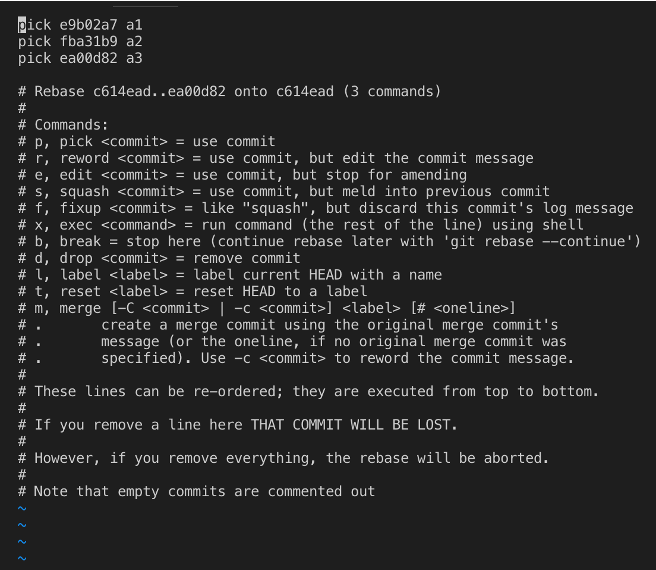 pick e9b02a7 a1
pick fba31b9 a2
pick ea00d82 a3
# Rebase c614ead..ea00d82 onto c614ead (3 commands)
#
# Commands:
# p, pick <commit> = use commit
# r, reword <commit> = use commit, but edit the commit message
# e, edit <commit> = use commit, but stop for amending
# s, squash <commit> = use commit, but meld into previous commit
# f, fixup <commit> = like "squash", but discard this commit's log message
# x, exec <command> = run command (the rest of the line) using shell
# b, break = stop here (continue rebase later with 'git rebase --continue')
# d, drop <commit> = remove commit
# l, label <label> = label current HEAD with a name
# t, reset <label> = reset HEAD to a label
# m, merge [-C <commit> | -c <commit>] <label> [# <oneline>]
# .       create a merge commit using the original merge commit's
# .       message (or the oneline, if no original merge commit was
# .       specified). Use -c <commit> to reword the commit message.
#
# These lines can be re-ordered; they are executed from top to bottom.
#
# If you remove a line here THAT COMMIT WILL BE LOST.
#
# However, if you remove everything, the rebase will be aborted.
#
# Note that empty commits are commented out
~
~
~
~